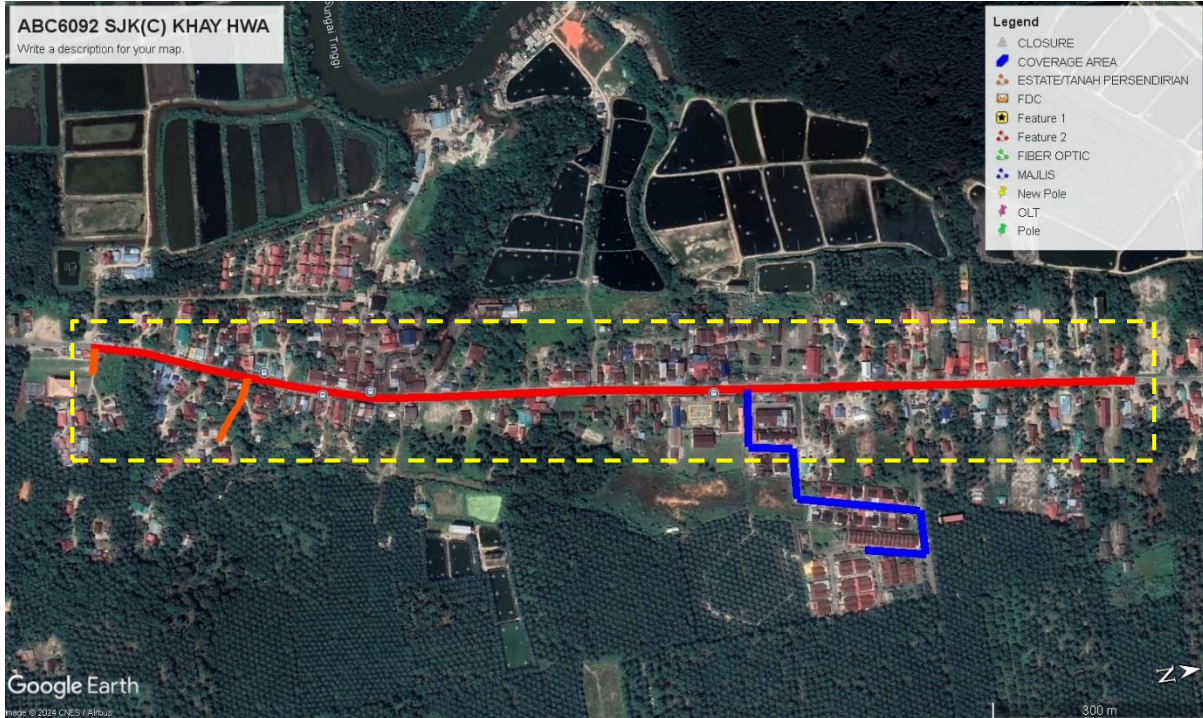 ABC6092 SJK(C) KHAY HWA
Write a description for your map.
Sungai Tinggi
Legend
CLOSURE
COVERAGE AREA
ESTATE/TANAH PERSENDIRIAN
FDC
Feature 1
Feature 2
FIBER OPTIC
MAJLIS
New Pole
OLT
Pole
Google Earth
Image © 2024 CNES / Airbus
N
300 m